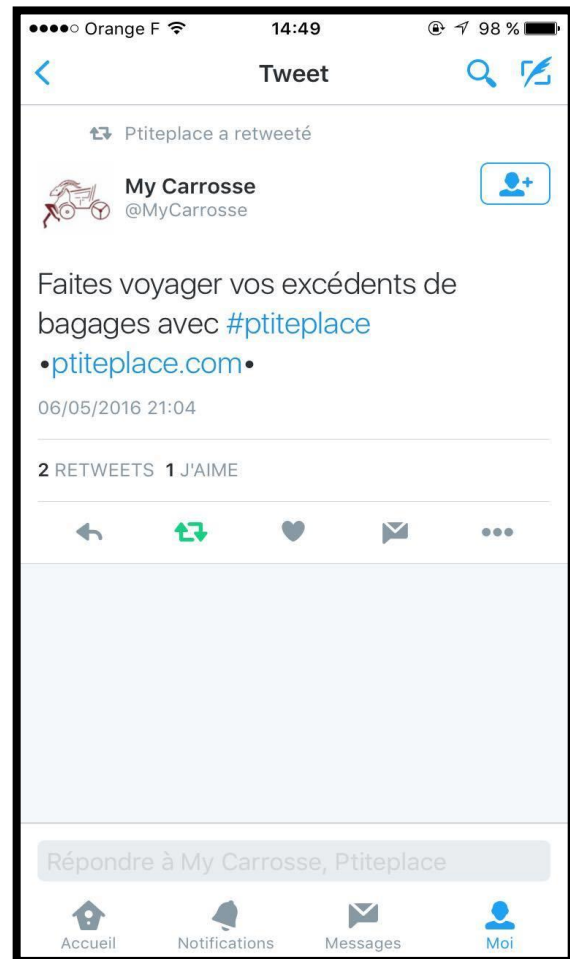 Orange F 14:49 98 %
Tweet
Ptiteplace a retweeté
My Carrosse
@MyCarrosse
Faites voyager vos excédents de
bagages avec #ptiteplace
•ptiteplace.com•
06/05/2016 21:04
2 RETWEETS 1 J'AIME
Répondre à My Carrosse, Ptiteplace
Accueil Notifications Messages Moi